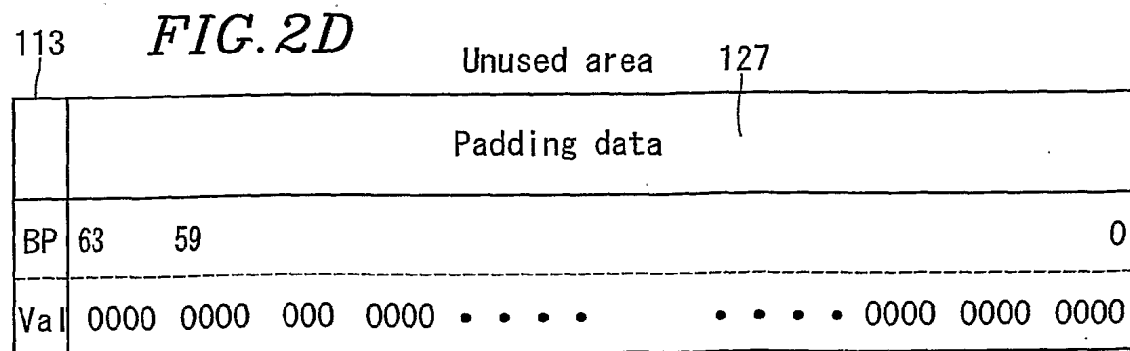 113 FIG. 2D
Unused area 127
Padding data
BP 63 59 0
Val 0000 0000 000 0000 • • • • • • • • 0000 0000 0000